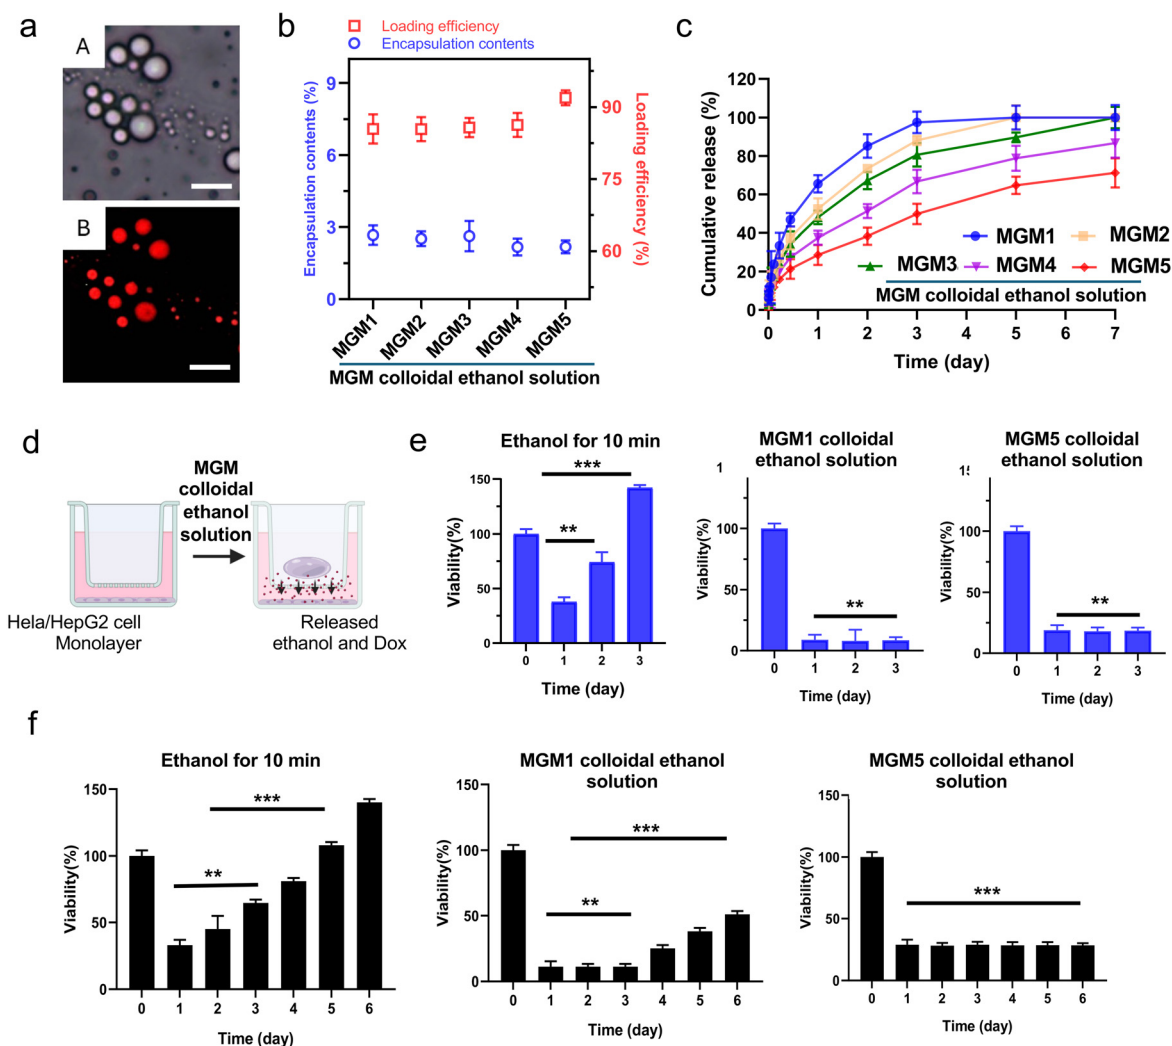 a
A
B
b
Loading efficiency
Encapsulation contents
Encapsulation contents (%)
9
6
3
0
Loading efficiency
(%)
90
75
60
MGM1
MGM2
MGM3
MGM4
MGM5
MGM colloidal ethanol solution
c
Cumulative release (%)
120
100
80
60
40
20
0
MGM1 MGM2
MGM3 MGM4 MGM5
MGM colloidal ethanol solution
0 1 2 3 4 5 6 7
Time (day)
d
MGM
colloidal
ethanol
solution
Hela/HepG2 cell
Monolayer
Released
ethanol and Dox
e
Ethanol for 10 min
Viability(%)
150
100
50
0
***
**
0 1 2 3
Time (day)
MGM1 colloidal
ethanol solution
1
Viability(%)
100
50
0
**
0 1 2 3
Time (day)
MGM5 colloidal
ethanol solution
Viability(%)
100
50
0
**
0 1 2 3
Time (day)
f
Ethanol for 10 min
Viability(%)
150
100
50
0
***
**
0 1 2 3 4 5 6
Time (day)
MGM1 colloidal ethanol
solution
Viability(%)
150
100
50
0
***
**
0 1 2 3 4 5 6
Time (day)
MGM5 colloidal ethanol
solution
Viability(%)
150
100
50
0
***
0 1 2 3 4 5 6
Time (day)